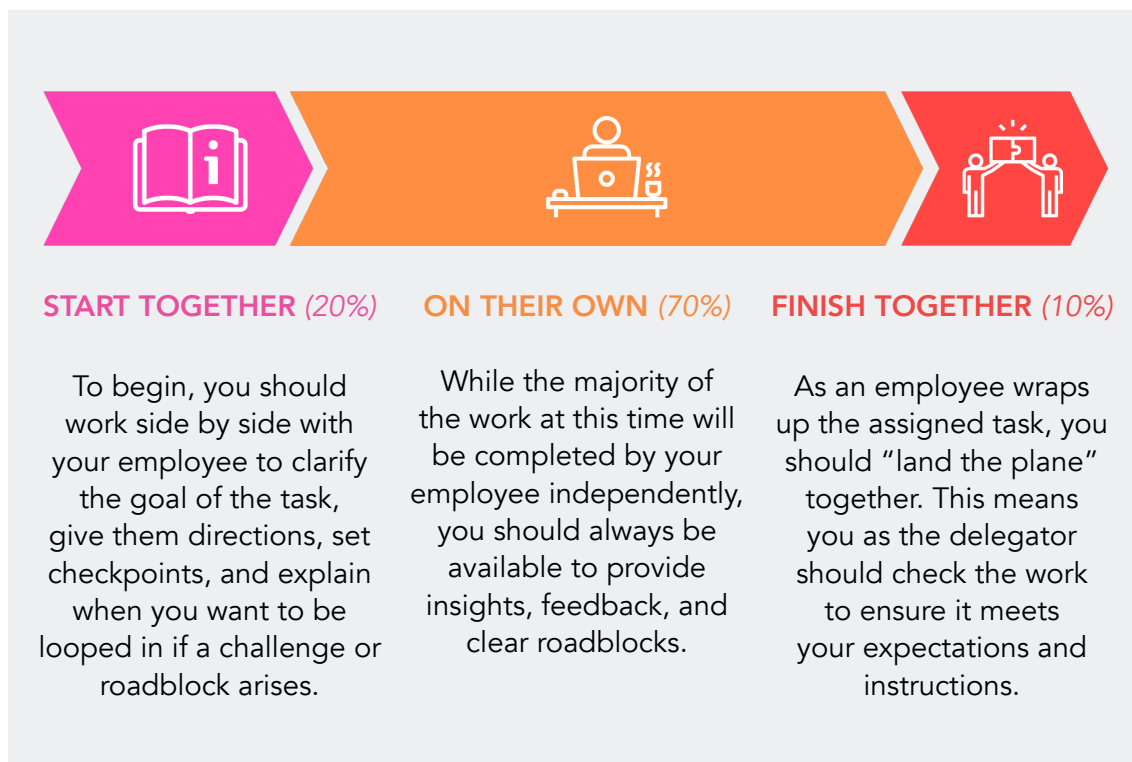 START TOGETHER (20%)
To begin, you should
work side by side with
your employee to clarify
the goal of the task,
give them directions, set
checkpoints, and explain
when you want to be
looped in if a challenge or
roadblock arises.
ON THEIR OWN (70%)
While the majority of
the work at this time will
be completed by your
employee independently,
you should always be
available to provide
insights, feedback, and
clear roadblocks.
FINISH TOGETHER (10%)
As an employee wraps
up the assigned task, you
should “land the plane”
together. This means
you as the delegator
should check the work
to ensure it meets
your expectations and
instructions.